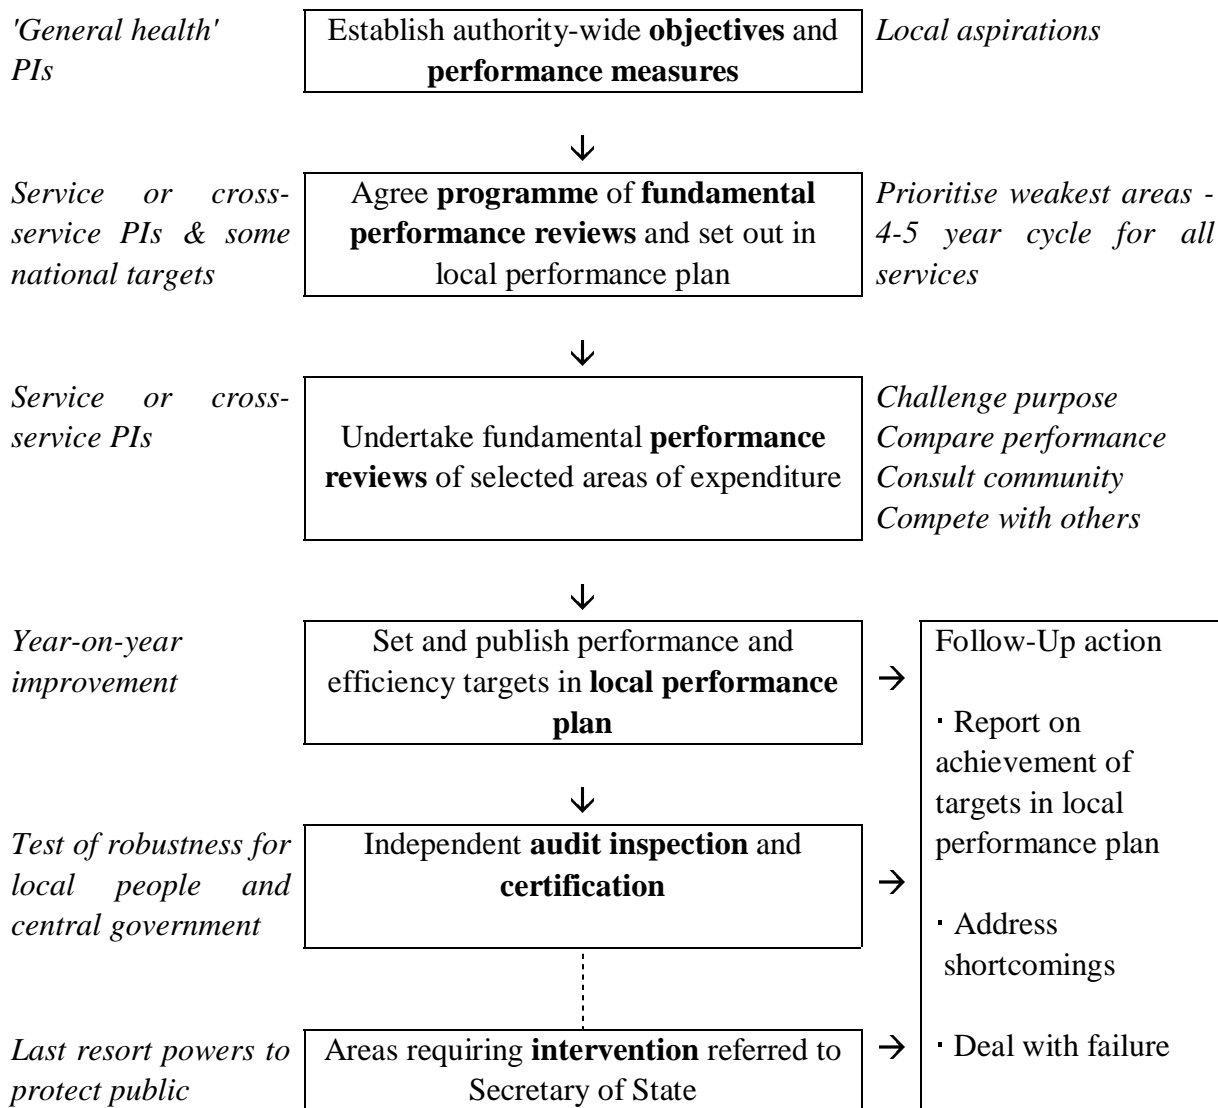 'General health'
PIs
Establish authority-wide objectives and
performance measures
Local aspirations
Service or cross-
service PIs & some
national targets
Agree programme of fundamental
performance reviews and set out in
local performance plan
Prioritise weakest areas -
4-5 year cycle for all
services
Service or cross-
service PIs
Undertake fundamental performance
reviews of selected areas of expenditure
Challenge purpose
Compare performance
Consult community
Compete with others
Year-on-year
improvement
Set and publish performance and
efficiency targets in local performance
plan
Follow-Up action
· Report on
achievement of
targets in local
performance plan
· Address
shortcomings
· Deal with failure
Test of robustness for
local people and
central government
Independent audit inspection and
certification
Last resort powers to
protect public
Areas requiring intervention referred to
Secretary of State